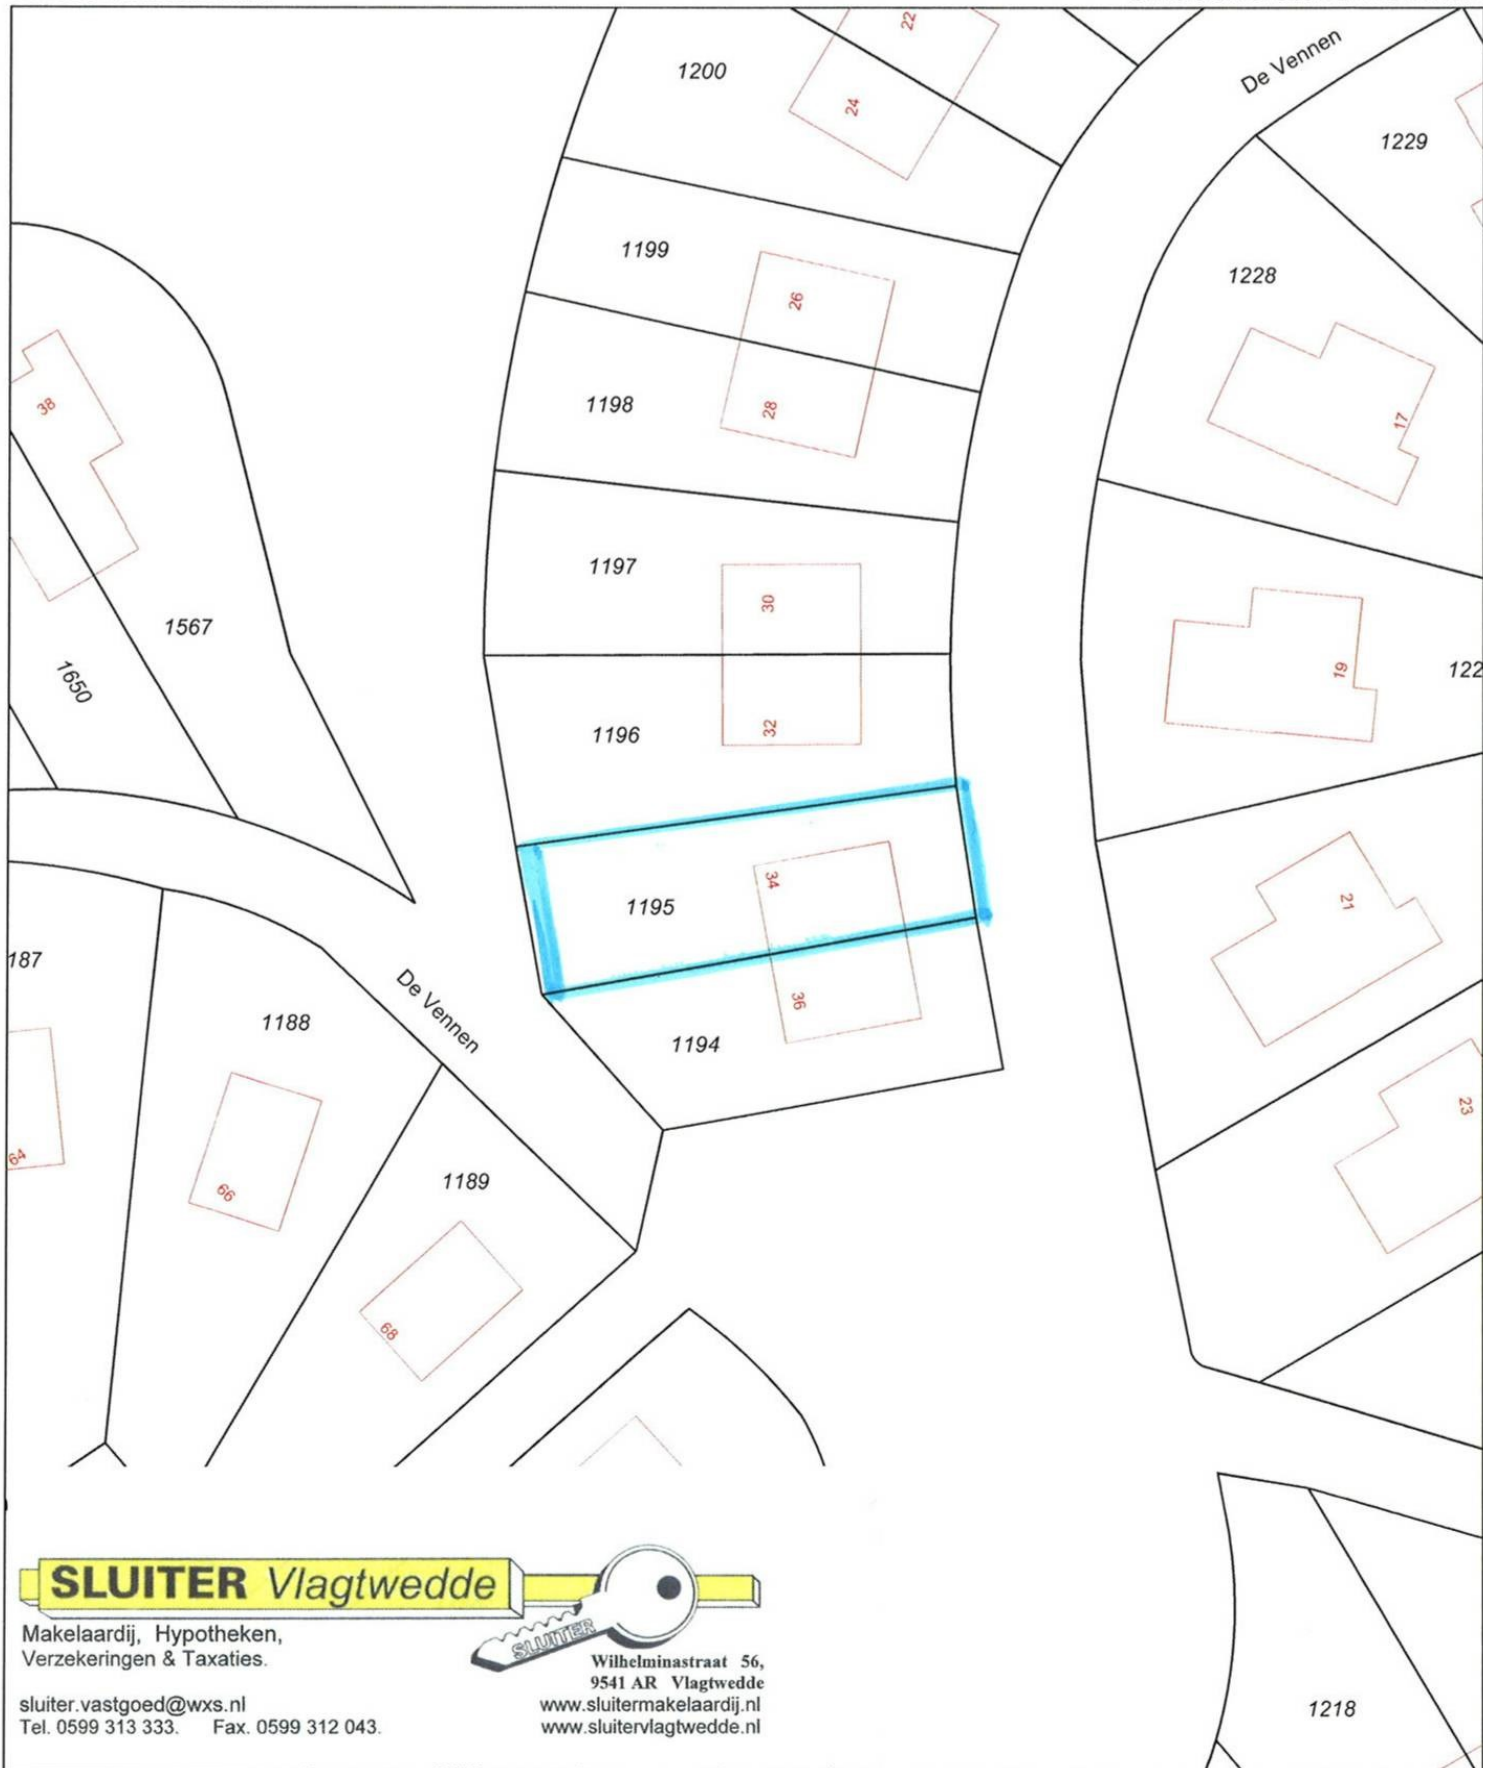 22
De Vennen
1200
24
1229
1199
1228
26
1198
28
38
17
1197
30
1567
1650
19
122
1196
32
34
1195
21
187
De Vennen
36
1188
1194
23
64
66
1189
68
SLUITER Vlagtwedde
SLUITER
Makelaardij, Hypotheken,
Verzekeringen & Taxaties.
Wilhelminastraat 56,
9541 AR Vlagtwedde
sluiter.vastgoed@wxs.nl
www.sluitermakelaardij.nl
Tel. 0599 313 333. Fax. 0599 312 043.
www.sluitervlagtwedde.nl
1218